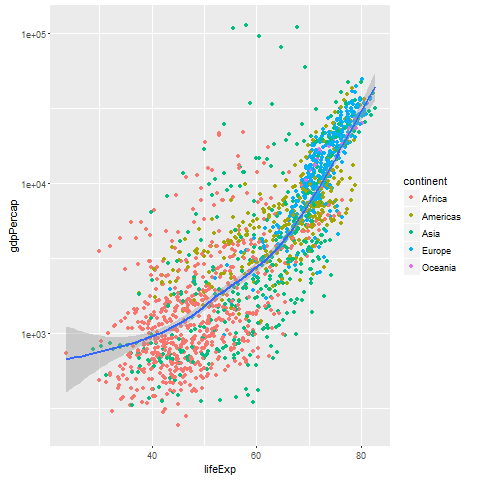 1e+05
1e+04
1e+03
gdpPercap
40
60
80
lifeExp
continent
Africa
Americas
Asia
Europe
Oceania